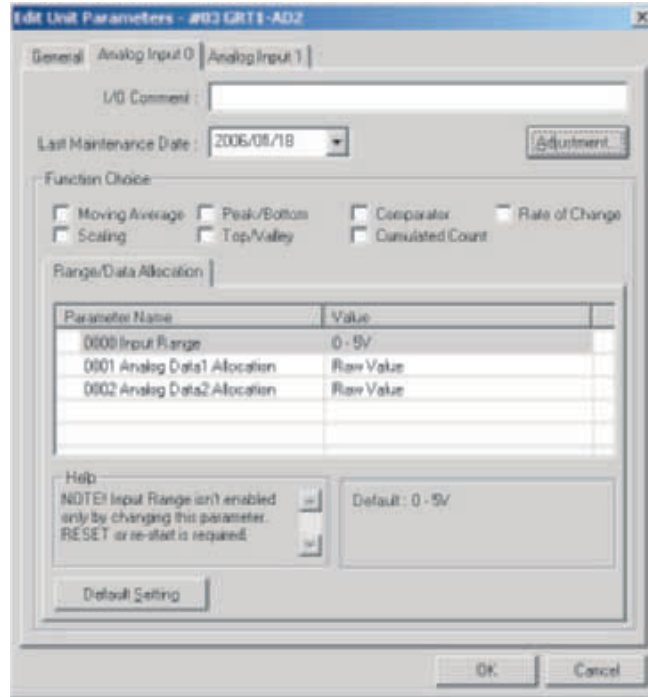 Edit Unit Parameters - #03 GRT1-AD2
General Analog Input 0 Analog Input 1
I/O Comment :
Last Maintenance Date : 2006/08/18 Adjustment...
Function Choice
Moving Average Peak/Bottom Comparator Rate of Change
Scaling Top/Valley Cumulated Count
Range/Data Allocation
Parameter Name Value
0000 Input Range 0 - 5V
0001 Analog Data1 Allocation Raw Value
0002 Analog Data2 Allocation Raw Value
Help
NOTE! Input Range isn't enabled
only by changing this parameter.
RESET or re-start is required.
Default : 0 - 5V
Default Setting
OK Cancel